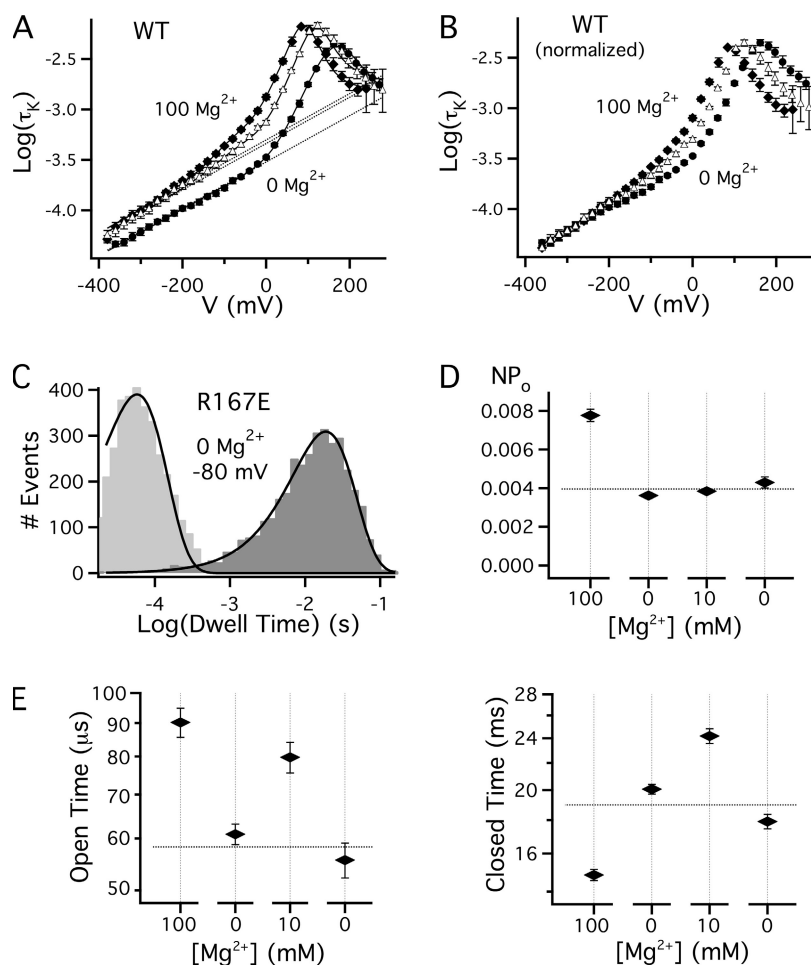 A
WT
Log(τK)
-2.5
-3.0
-3.5
-4.0
100 Mg2+
0 Mg2+
-400
-200
0
200
V (mV)
B
WT
(normalized)
Log(τK)
-2.5
-3.0
-3.5
-4.0
100 Mg2+
0 Mg2+
-400
-200
0
200
V (mV)
C
R167E
0 Mg2+
-80 mV
# Events
400
300
200
100
0
-4
-3
-2
-1
Log(Dwell Time) (s)
D
NPo
0.008
0.006
0.004
0.002
0.000
100
0
10
0
[Mg2+] (mM)
E
Open Time (μs)
100
90
80
70
60
50
100
0
10
0
[Mg2+] (mM)
Closed Time (ms)
28
24
20
16
100
0
10
0
[Mg2+] (mM)